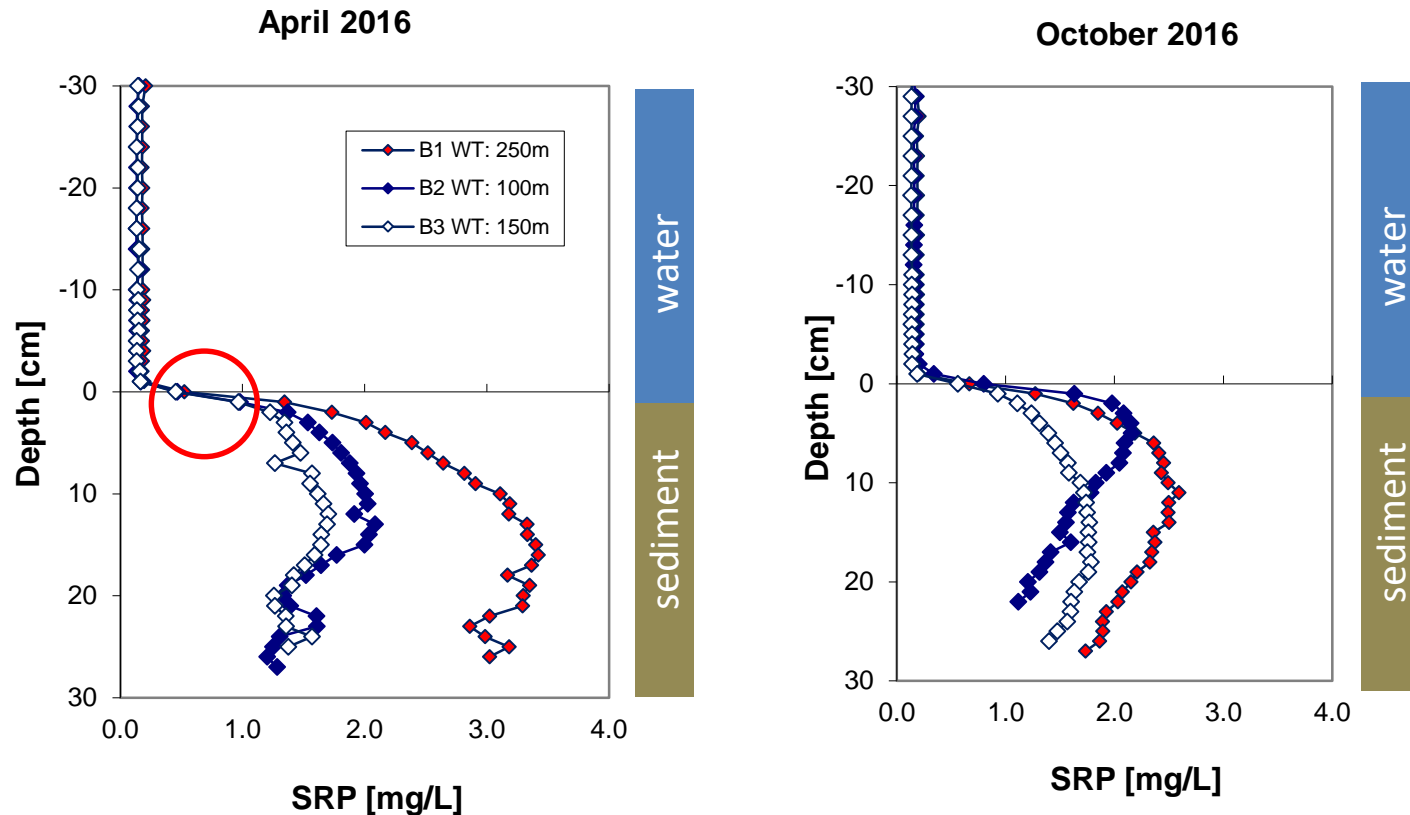 April 2016
October 2016
-30
-20
-10
0
10
20
30
0.0 1.0 2.0 3.0 4.0
Depth [cm]
SRP [mg/L]
B1 WT: 250m
B2 WT: 100m
B3 WT: 150m
water
sediment
-30
-20
-10
0
10
20
30
0.0 1.0 2.0 3.0 4.0
Depth [cm]
SRP [mg/L]
water
sediment